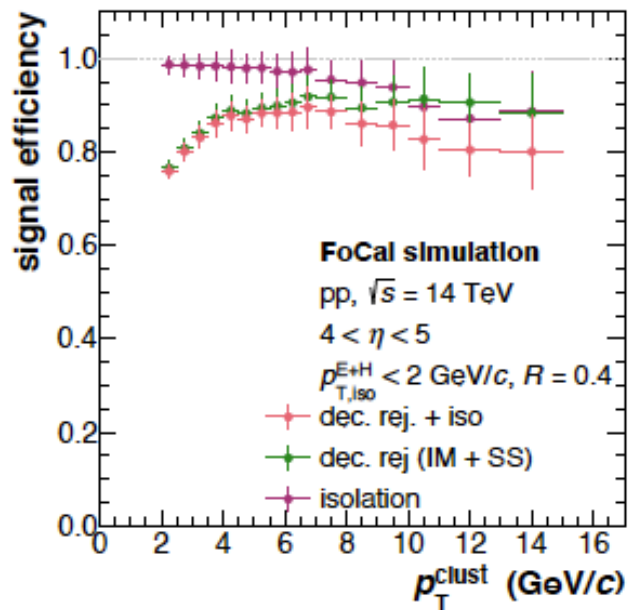 signal efficiency
1.0
0.8
0.6
0.4
0.2
0.0
FoCal simulation
pp, √s = 14 TeV
4 < η < 5
p_{T,iso}^{E+H} < 2 GeV/c, R = 0.4
dec. rej. + iso
dec. rej (IM + SS)
isolation
0 2 4 6 8 10 12 14 16
p_T^{clust} (GeV/c)